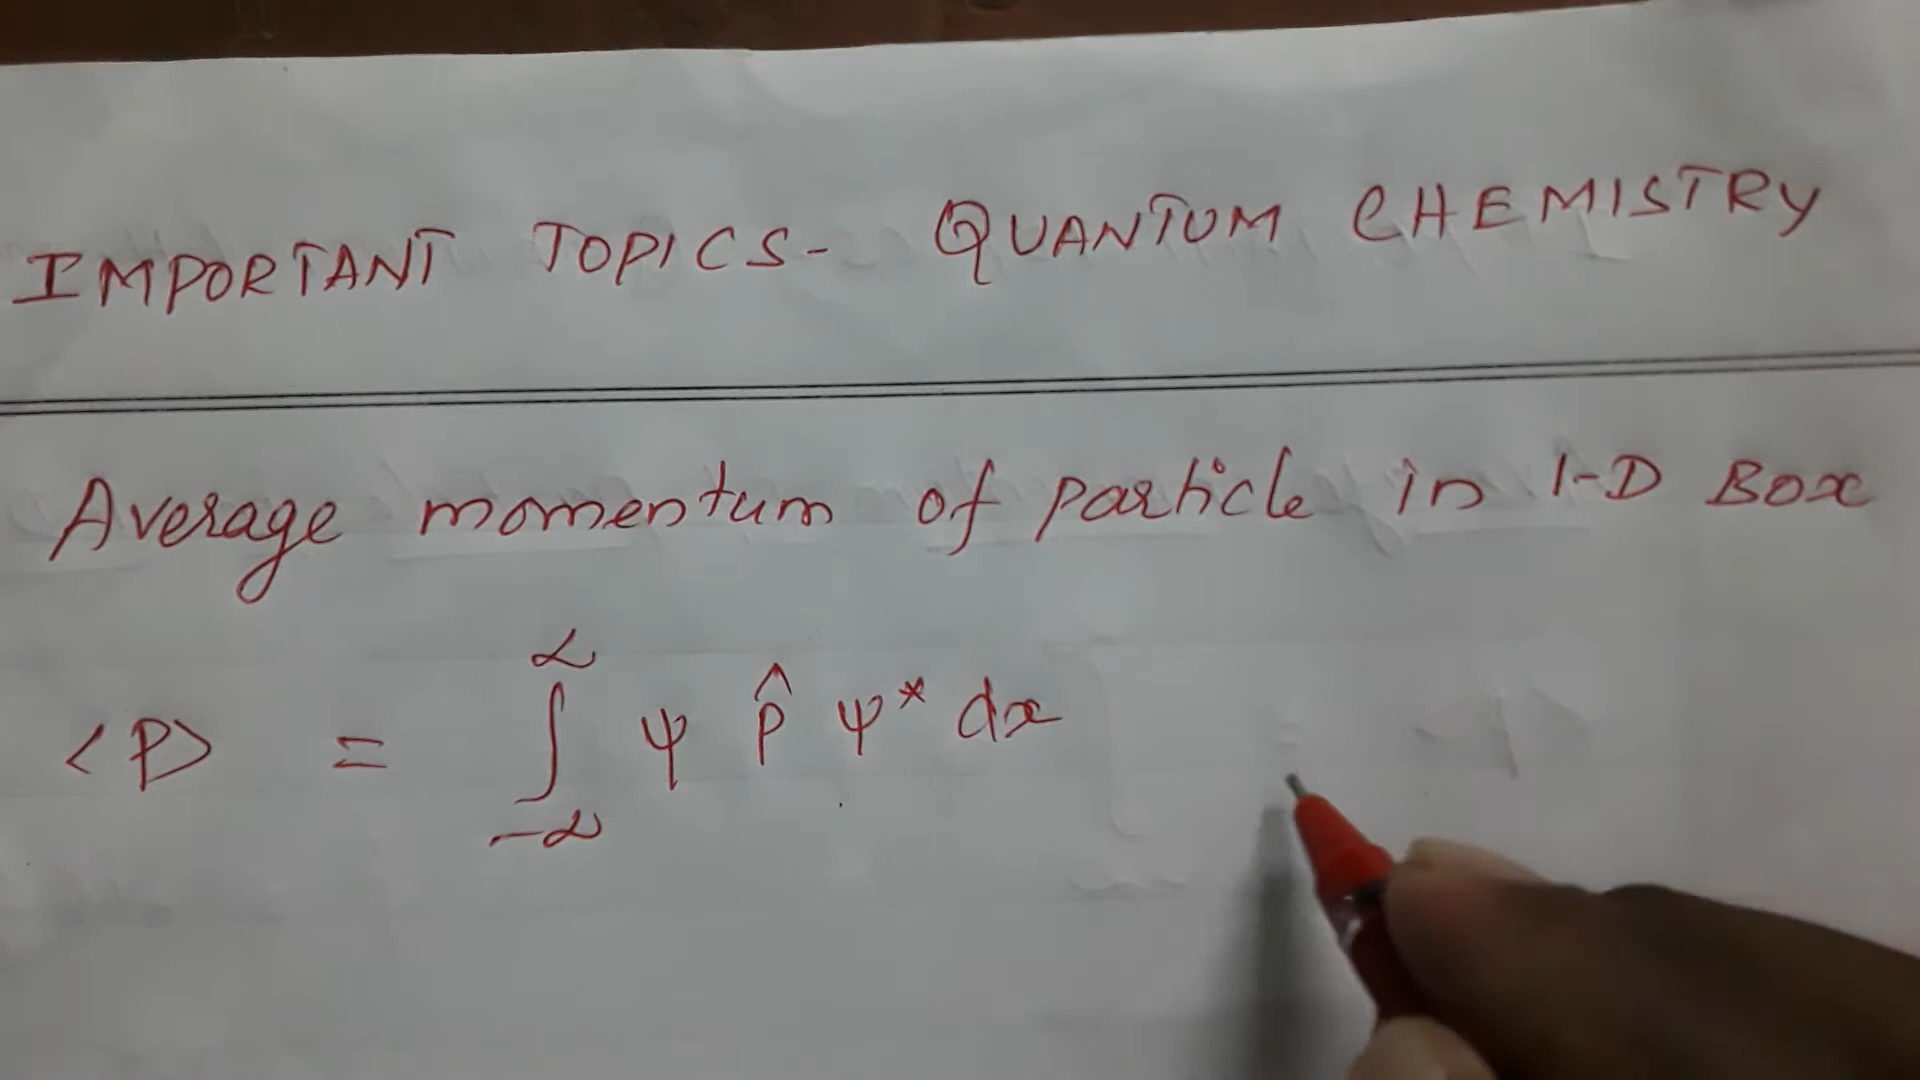 IMPORTANT TOPICS- QUANTUM CHEMISTRY
Average momentum of particle in 1-D Box
<P> = ∫_{-∞}^{∞} ψ p̂ ψ* dx